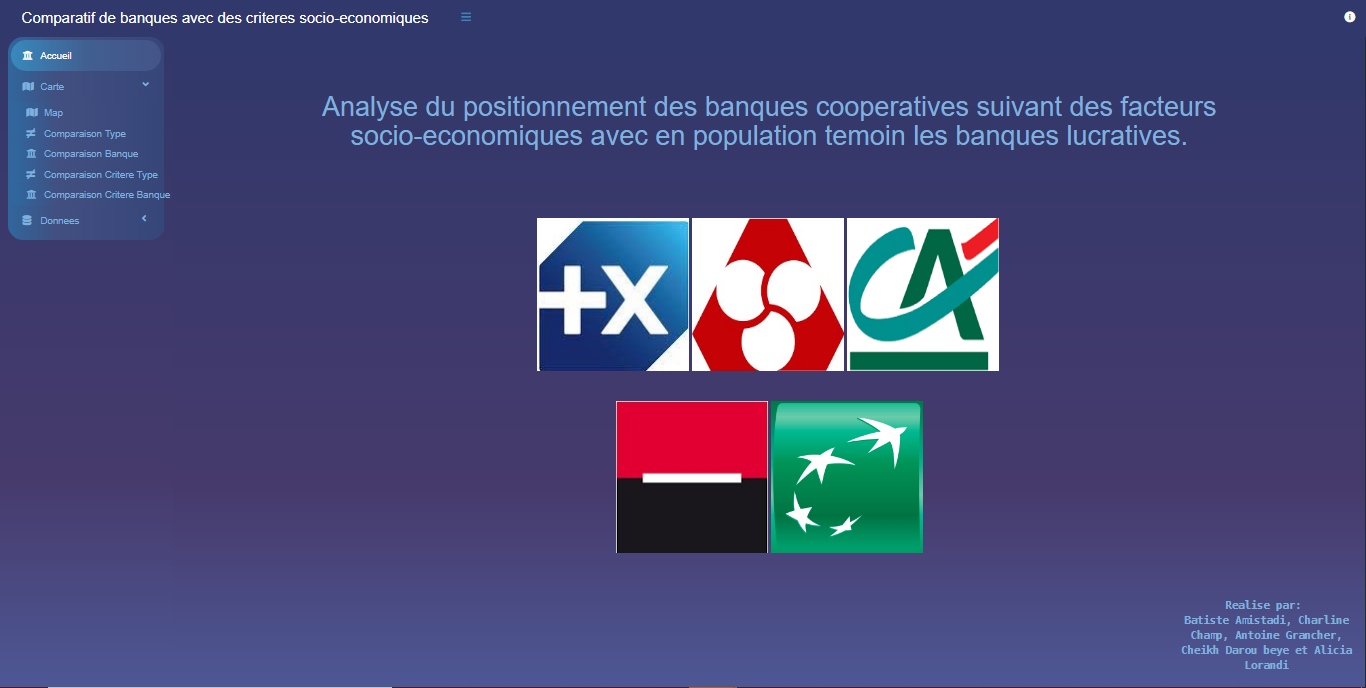 Comparatif de banques avec des criteres socio-economiques
Accueil
Carte
Map
Comparaison Type
Comparaison Banque
Comparaison Critere Type
Comparaison Critere Banque
Donnees
Analyse du positionnement des banques cooperatives suivant des facteurs
socio-economiques avec en population temoin les banques lucratives.
+X
CA
Realise par:
Batiste Amistadi, Charline
Champ, Antoine Grancher,
Cheikh Darou beye et Alicia
Lorandi